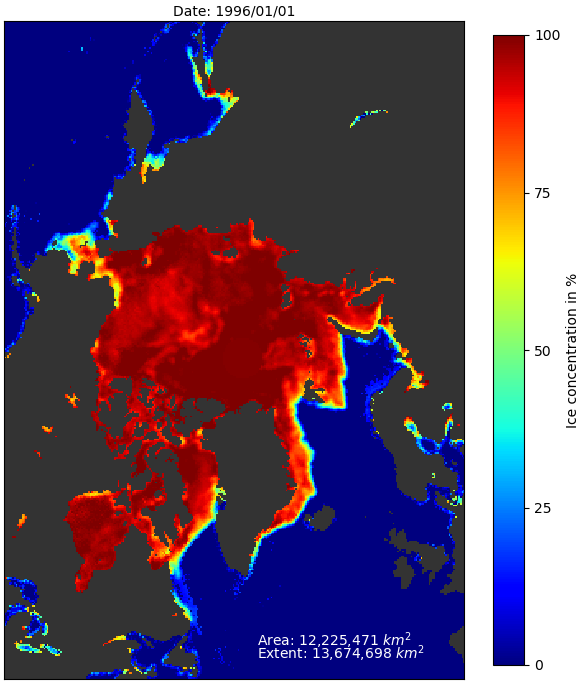 Date: 1996/01/01
100
75
50
25
0
Ice concentration in %
Area: 12,225,471 km²
Extent: 13,674,698 km²